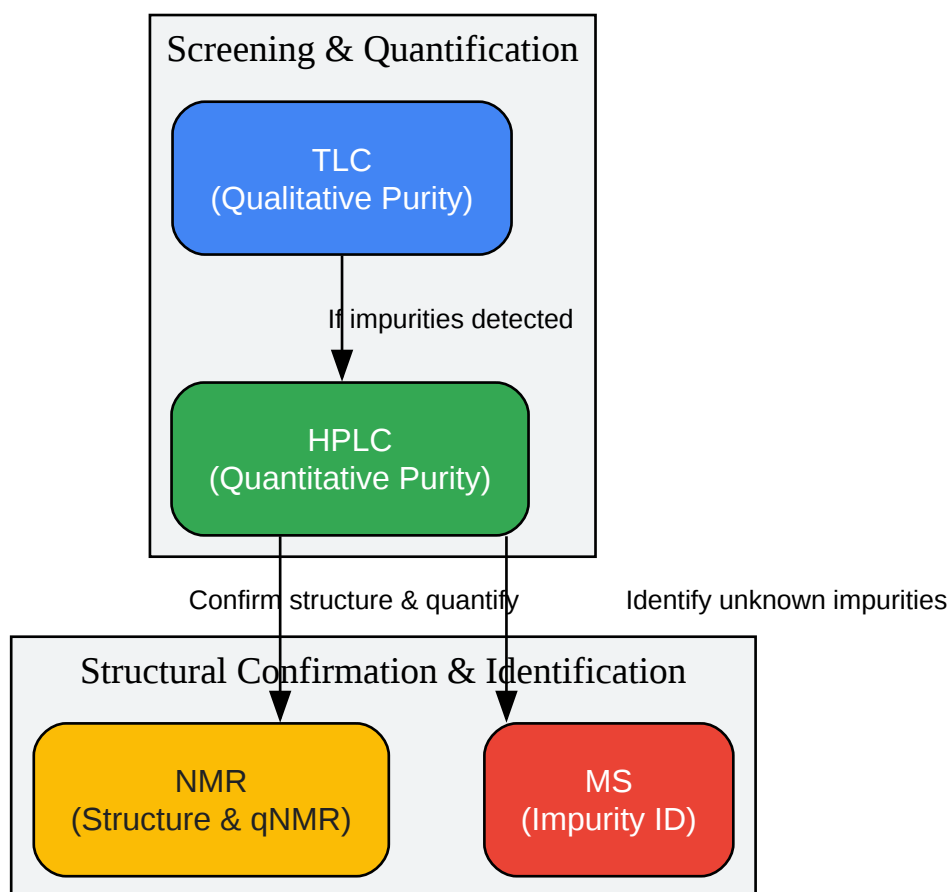 Screening & Quantification
TLC
(Qualitative Purity)
If impurities detected
HPLC
(Quantitative Purity)
Confirm structure & quantify
Identify unknown impurities
Structural Confirmation & Identification
NMR
(Structure & qNMR)
MS
(Impurity ID)